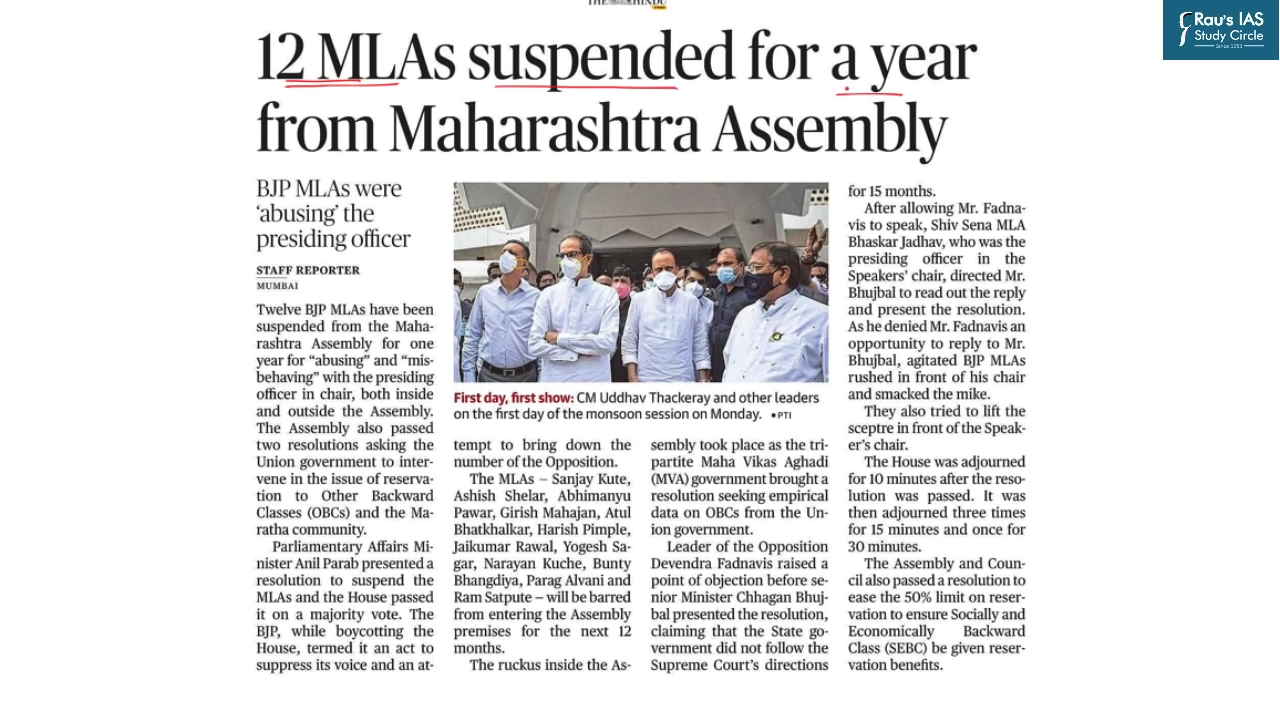 THE HINDU
Rau's IAS
Study Circle
Since 1953
12 MLAs suspended for a year
from Maharashtra Assembly
BJP MLAs were
‘abusing’ the
presiding officer
STAFF REPORTER
MUMBAI
Twelve BJP MLAs have been
suspended from the Maha-
rashtra Assembly for one
year for “abusing” and “mis-
behaving” with the presiding
officer in chair, both inside
and outside the Assembly.
The Assembly also passed
two resolutions asking the
Union government to inter-
vene in the issue of reserva-
tion to Other Backward
Classes (OBCs) and the Ma-
ratha community.
Parliamentary Affairs Mi-
nister Anil Parab presented a
resolution to suspend the
MLAs and the House passed
it on a majority vote. The
BJP, while boycotting the
House, termed it an act to
suppress its voice and an at-
First day, first show: CM Uddhav Thackeray and other leaders
on the first day of the monsoon session on Monday. ▪PTI
tempt to bring down the
number of the Opposition.
The MLAs – Sanjay Kute,
Ashish Shelar, Abhimanyu
Pawar, Girish Mahajan, Atul
Bhatkhalkar, Harish Pimple,
Jaikumar Rawal, Yogesh Sa-
gar, Narayan Kuche, Bunty
Bhangdiya, Parag Alvani and
Ram Satpute – will be barred
from entering the Assembly
premises for the next 12
months.
The ruckus inside the As-
sembly took place as the tri-
partite Maha Vikas Aghadi
(MVA) government brought a
resolution seeking empirical
data on OBCs from the Un-
ion government.
Leader of the Opposition
Devendra Fadnavis raised a
point of objection before se-
nior Minister Chhagan Bhuj-
bal presented the resolution,
claiming that the State go-
vernment did not follow the
Supreme Court’s directions
for 15 months.
After allowing Mr. Fadna-
vis to speak, Shiv Sena MLA
Bhaskar Jadhav, who was the
presiding officer in the
Speakers’ chair, directed Mr.
Bhujbal to read out the reply
and present the resolution.
As he denied Mr. Fadnavis an
opportunity to reply to Mr.
Bhujbal, agitated BJP MLAs
rushed in front of his chair
and smacked the mike.
They also tried to lift the
sceptre in front of the Speak-
er’s chair.
The House was adjourned
for 10 minutes after the reso-
lution was passed. It was
then adjourned three times
for 15 minutes and once for
30 minutes.
The Assembly and Coun-
cil also passed a resolution to
ease the 50% limit on reser-
vation to ensure Socially and
Economically Backward
Class (SEBC) be given reser-
vation benefits.